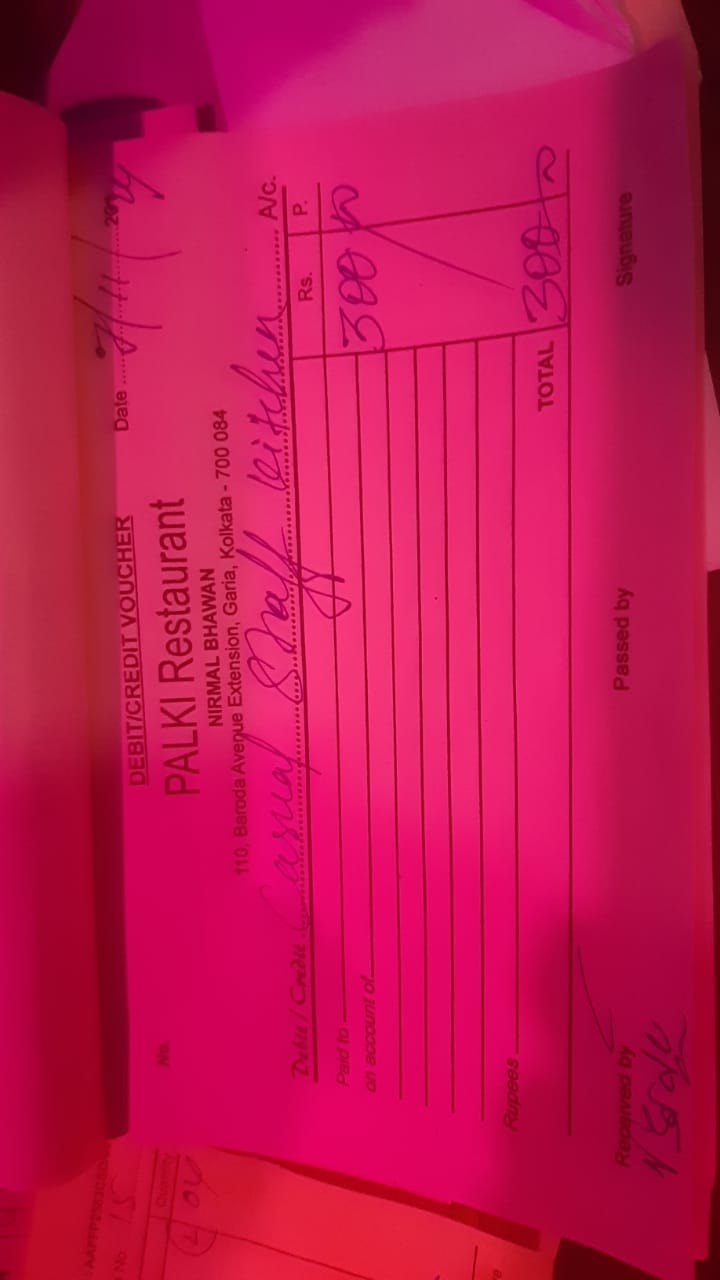 DEBIT/CREDIT VOUCHER
No. Date 7/11/2024
PALKI Restaurant
NIRMAL BHAWAN
110, Baroda Avenue Extension, Garia, Kolkata - 700 084
Debit / Credit Casual Staff Kitchen A/c.
Rs. P.
Paid to 300
on account of
Rupees TOTAL 300
Received by Passed by Signature
No. 15
Quantity